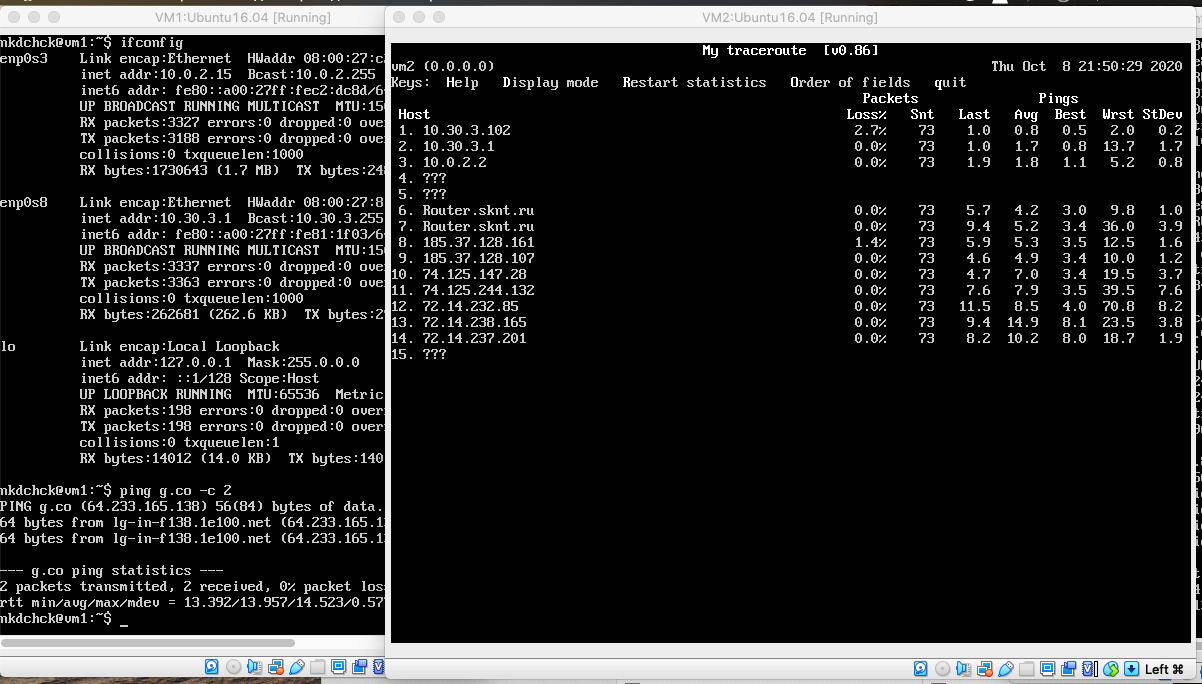 VM1:Ubuntu16.04 [Running]
nkdchck@vm1:~$ ifconfig
enp0s3 Link encap:Ethernet HWaddr 08:00:27:c2
inet addr:10.0.2.15 Bcast:10.0.2.255
inet6 addr: fe80::a00:27ff:fec2:dc8d/6
UP BROADCAST RUNNING MULTICAST MTU:150
RX packets:3327 errors:0 dropped:0 over
TX packets:3188 errors:0 dropped:0 over
collisions:0 txqueuelen:1000
RX bytes:1730643 (1.7 MB) TX bytes:248
enp0s8 Link encap:Ethernet HWaddr 08:00:27:8
inet addr:10.30.3.1 Bcast:10.30.3.255
inet6 addr: fe80::a00:27ff:fe81:1f03/6
UP BROADCAST RUNNING MULTICAST MTU:150
RX packets:3337 errors:0 dropped:0 over
TX packets:3363 errors:0 dropped:0 over
collisions:0 txqueuelen:1000
RX bytes:262681 (262.6 KB) TX bytes:2
lo Link encap:Local Loopback
inet addr:127.0.0.1 Mask:255.0.0.0
inet6 addr: ::1/128 Scope:Host
UP LOOPBACK RUNNING MTU:65536 Metric
RX packets:198 errors:0 dropped:0 over
TX packets:198 errors:0 dropped:0 over
collisions:0 txqueuelen:1
RX bytes:14012 (14.0 KB) TX bytes:140
nkdchck@vm1:~$ ping g.co -c 2
PING g.co (64.233.165.138) 56(84) bytes of data.
64 bytes from lg-in-f138.1e100.net (64.233.165.13
64 bytes from lg-in-f138.1e100.net (64.233.165.13
--- g.co ping statistics ---
2 packets transmitted, 2 received, 0% packet los
rtt min/avg/max/mdev = 13.392/13.957/14.523/0.57
nkdchck@vm1:~$ _
VM2:Ubuntu16.04 [Running]
My traceroute [v0.86]
vm2 (0.0.0.0) Thu Oct 8 21:50:29 2020
Keys: Help Display mode Restart statistics Order of fields quit
Packets Pings
Host Loss% Snt Last Avg Best Wrst StDev
1. 10.30.3.102 2.7% 73 1.0 0.8 0.5 2.0 0.2
2. 10.30.3.1 0.0% 73 1.0 1.7 0.8 13.7 1.7
3. 10.0.2.2 0.0% 73 1.9 1.8 1.1 5.2 0.8
4. ???
5. ???
6. Router.sknt.ru 0.0% 73 5.7 4.2 3.0 9.8 1.0
7. Router.sknt.ru 0.0% 73 9.4 5.2 3.4 36.0 3.9
8. 185.37.128.161 1.4% 73 5.9 5.3 3.5 12.5 1.6
9. 185.37.128.107 0.0% 73 4.6 4.9 3.4 10.0 1.2
10. 74.125.147.28 0.0% 73 4.7 7.0 3.4 19.5 3.7
11. 74.125.244.132 0.0% 73 7.6 7.9 3.5 39.5 7.6
12. 72.14.232.85 0.0% 73 11.5 8.5 4.0 70.8 8.2
13. 72.14.238.165 0.0% 73 9.4 14.9 8.1 23.5 3.8
14. 72.14.237.201 0.0% 73 8.2 10.2 8.0 18.7 1.9
15. ???
Left ⌘